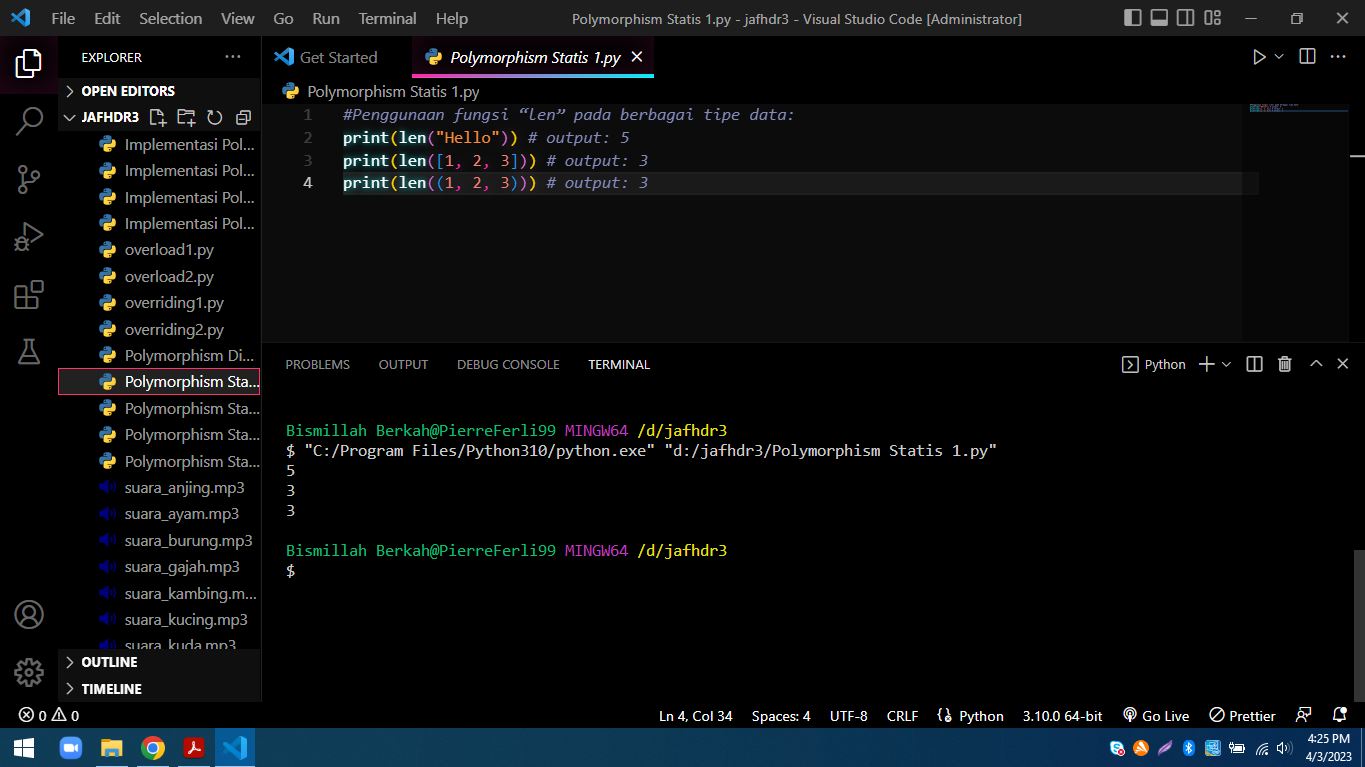 File Edit Selection View Go Run Terminal Help
Polymorphism Statis 1.py - jafhdr3 - Visual Studio Code [Administrator]
EXPLORER
OPEN EDITORS
JAFHDR3
Implementasi Pol...
Implementasi Pol...
Implementasi Pol...
Implementasi Pol...
overload1.py
overload2.py
overriding1.py
overriding2.py
Polymorphism Di...
Polymorphism Sta...
Polymorphism Sta...
Polymorphism Sta...
Polymorphism Sta...
suara_anjing.mp3
suara_ayam.mp3
suara_burung.mp3
suara_gajah.mp3
suara_kambing.m...
suara_kucing.mp3
suara_kuda.mp3
OUTLINE
TIMELINE
Get Started
Polymorphism Statis 1.py
Polymorphism Statis 1.py
1 #Penggunaan fungsi “len” pada berbagai tipe data:
2 print(len("Hello")) # output: 5
3 print(len([1, 2, 3])) # output: 3
4 print(len((1, 2, 3))) # output: 3
PROBLEMS OUTPUT DEBUG CONSOLE TERMINAL
Python
Bismillah Berkah@PierreFerli99 MINGW64 /d/jafhdr3
$ "C:/Program Files/Python310/python.exe" "d:/jafhdr3/Polymorphism Statis 1.py"
5
3
3
Bismillah Berkah@PierreFerli99 MINGW64 /d/jafhdr3
$
0 0
Ln 4, Col 34 Spaces: 4 UTF-8 CRLF Python 3.10.0 64-bit Go Live Prettier
4:25 PM
4/3/2023